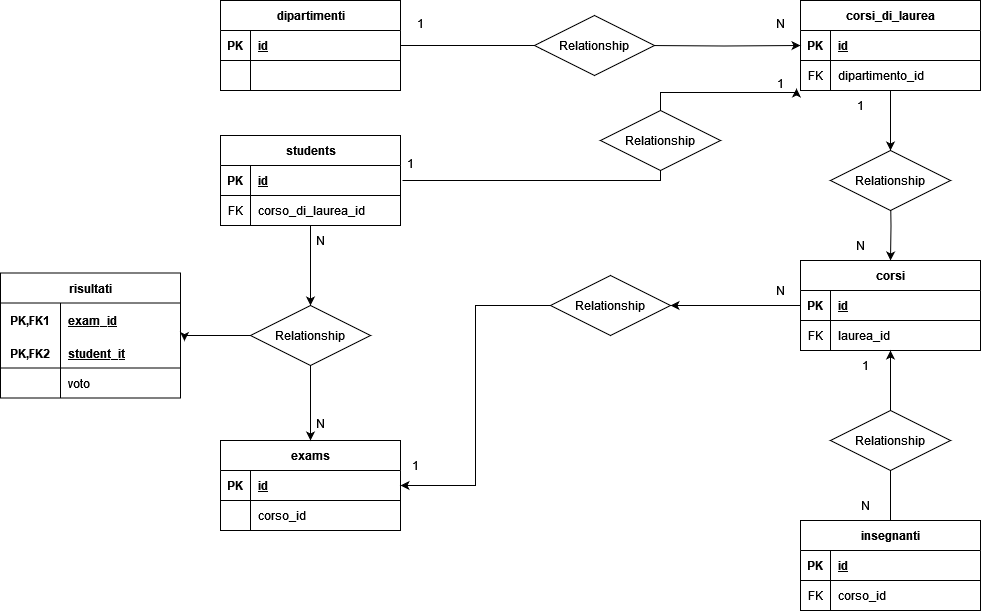 dipartimenti
PK id
1
Relationship
N
corsi_di_laurea
PK id
FK dipartimento_id
1
Relationship
1
students
PK id
FK corso_di_laurea_id
1
N
Relationship
N
risultati
PK,FK1 exam_id
PK,FK2 student_it
voto
Relationship
N
exams
PK id
corso_id
1
Relationship
N
corsi
PK id
FK laurea_id
1
Relationship
N
insegnanti
PK id
FK corso_id